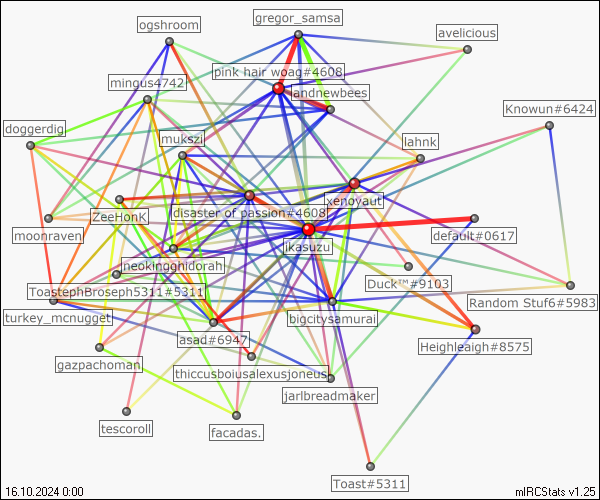 gregor_samsa
ogshroom
avelicious
pink hair woag#4608
mingus4742
landnewbees
Knowun#6424
doggerdig
mukszi
lahnk
xenoyaut
disaster of passion#4608
ZeeHonK
moonraven
jikasuzu
default#0617
neokingghidorah
Duck™#9103
ToastephBroseph5311#5311
Random Stuf6#5983
turkey_mcnugget
bigcitysamurai
asad#6947
Heighleaigh#8575
gazpachoman
thiccusboiusalexusjoneus
jarlbreadmaker
tescoroll
facadas.
Toast#5311
16.10.2024 0:00
mIRCStats v1.25